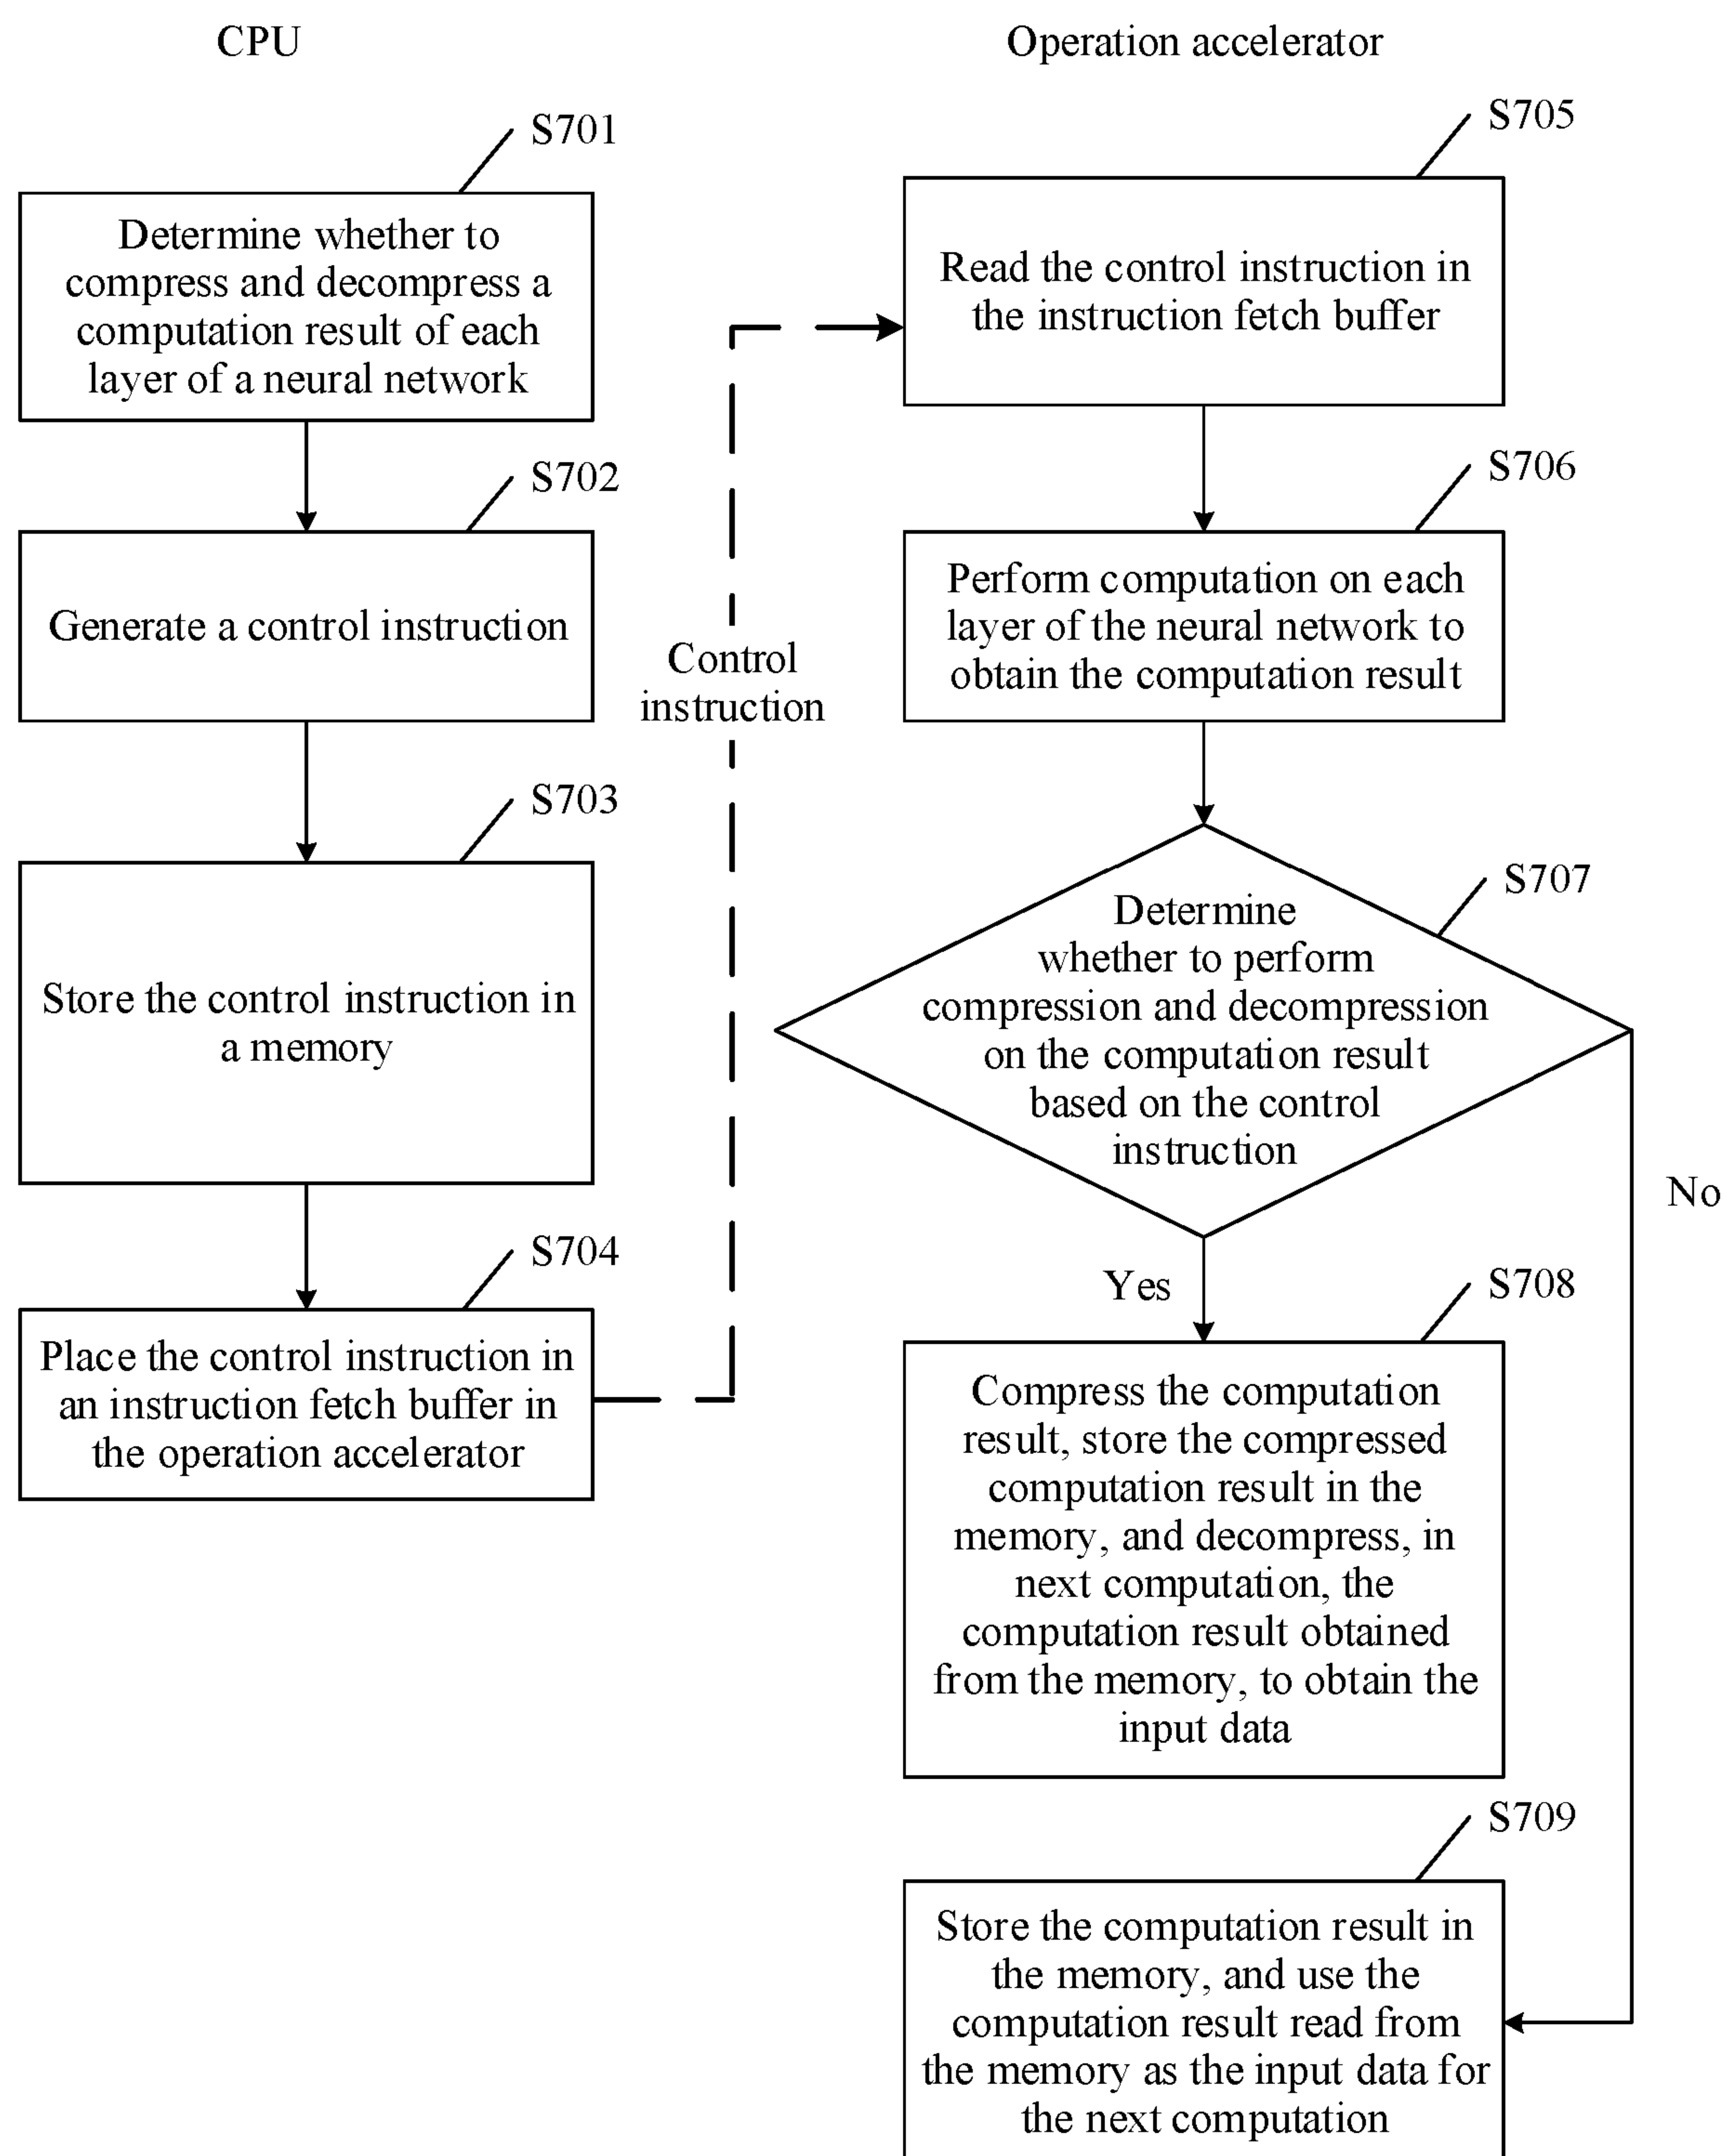 CPU
S701
Determine whether to
compress and decompress a
computation result of each
layer of a neural network
S702
Generate a control instruction
S703
Store the control instruction in
a memory
S704
Place the control instruction in
an instruction fetch buffer in
the operation accelerator
Control
instruction
Operation accelerator
S705
Read the control instruction in
the instruction fetch buffer
S706
Perform computation on each
layer of the neural network to
obtain the computation result
S707
Determine
whether to perform
compression and decompression
on the computation result
based on the control
instruction
No
Yes
S708
Compress the computation
result, store the compressed
computation result in the
memory, and decompress, in
next computation, the
computation result obtained
from the memory, to obtain the
input data
S709
Store the computation result in
the memory, and use the
computation result read from
the memory as the input data for
the next computation